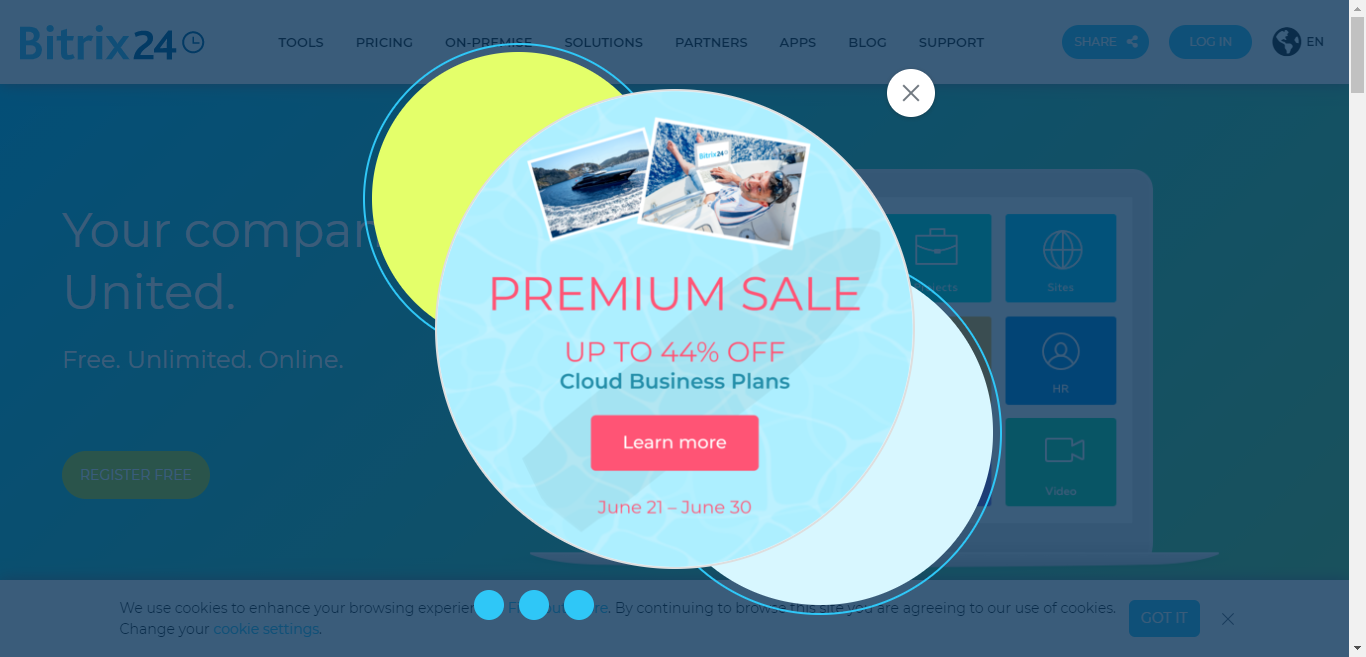 Bitrix24
TOOLS
PRICING
ON-PREMISE
SOLUTIONS
PARTNERS
APPS
BLOG
SUPPORT
SHARE
LOG IN
EN
Bitrix24
Your compan
United.
Free. Unlimited. Online.
REGISTER FREE
PREMIUM SALE
UP TO 44% OFF
Cloud Business Plans
Learn more
June 21 – June 30
Sites
HR
Video
We use cookies to enhance your browsing experien . By continuing to browse this site you are agreeing to our use of cookies.
Change your cookie settings.
GOT IT